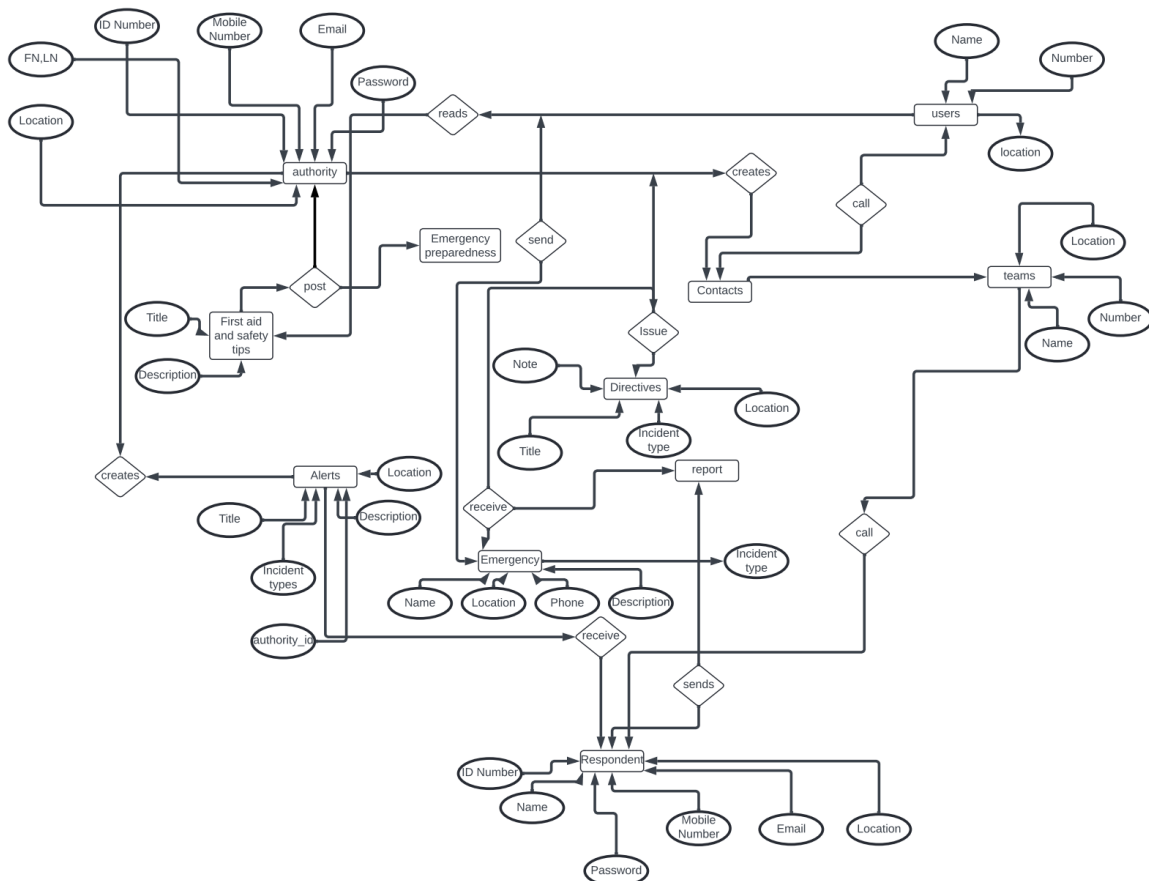 ID Number
Mobile
Number
Email
Name
FN,LN
Number
Password
Location
reads
users
location
authority
creates
call
send
Emergency
preparedness
Location
post
Contacts
teams
Title
First aid
and safety
tips
Issue
Number
Name
Description
Note
Directives
Location
Title
Incident
type
creates
Alerts
Location
report
Title
Description
receive
call
Incident
types
Emergency
Incident
type
Name
Location
Phone
Description
authority_id
receive
sends
Respondent
ID Number
Name
Mobile
Number
Email
Location
Password